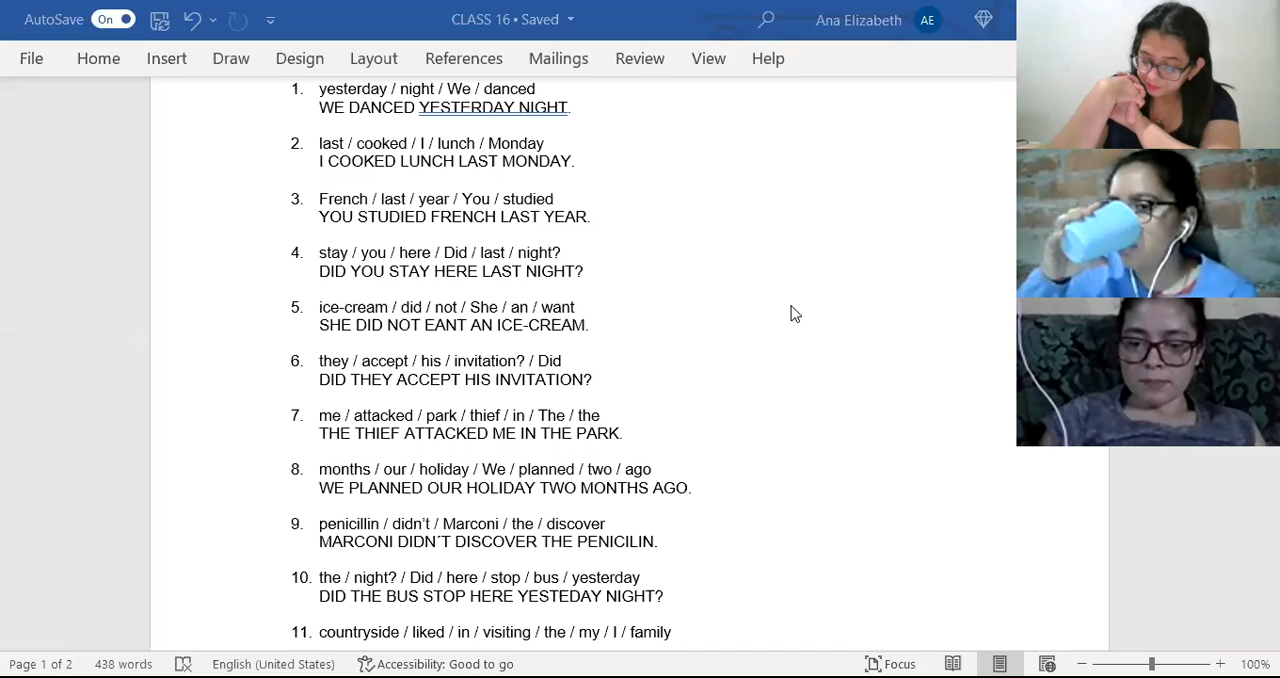 AutoSave On CLASS 16 • Saved Ana Elizabeth AE
File Home Insert Draw Design Layout References Mailings Review View Help
1. yesterday / night / We / danced
WE DANCED YESTERDAY NIGHT.
2. last / cooked / I / lunch / Monday
I COOKED LUNCH LAST MONDAY.
3. French / last / year / You / studied
YOU STUDIED FRENCH LAST YEAR.
4. stay / you / here / Did / last / night?
DID YOU STAY HERE LAST NIGHT?
5. ice-cream / did / not / She / an / want
SHE DID NOT EANT AN ICE-CREAM.
6. they / accept / his / invitation? / Did
DID THEY ACCEPT HIS INVITATION?
7. me / attacked / park / thief / in / The / the
THE THIEF ATTACKED ME IN THE PARK.
8. months / our / holiday / We / planned / two / ago
WE PLANNED OUR HOLIDAY TWO MONTHS AGO.
9. penicillin / didn't / Marconi / the / discover
MARCONI DIDN´T DISCOVER THE PENICILIN.
10. the / night? / Did / here / stop / bus / yesterday
DID THE BUS STOP HERE YESTEDAY NIGHT?
11. countryside / liked / in / visiting / the / my / I / family
Page 1 of 2 438 words English (United States) Accessibility: Good to go Focus 100%